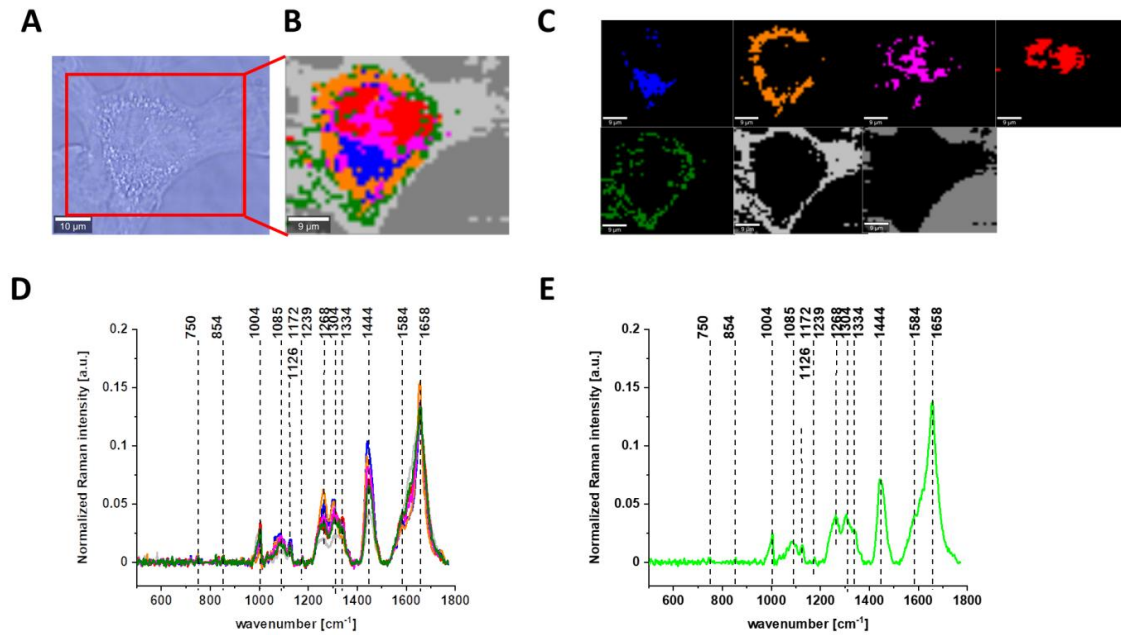 A
B
C
10 µm
9 µm
9 µm
9 µm
9 µm
9 µm
9 µm
9 µm
9 µm
D
E
750
854
1004
1085
1126
1172
1239
1268
1304
1334
1444
1584
1658
0.2
0.15
0.1
0.05
0
Normalized Raman intensity [a.u.]
600 800 1000 1200 1400 1600 1800
wavenumber [cm⁻¹]
750
854
1004
1085
1126
1172
1239
1268
1304
1334
1444
1584
1658
0.2
0.15
0.1
0.05
0
Normalized Raman intensity [a.u.]
600 800 1000 1200 1400 1600 1800
wavenumber [cm⁻¹]